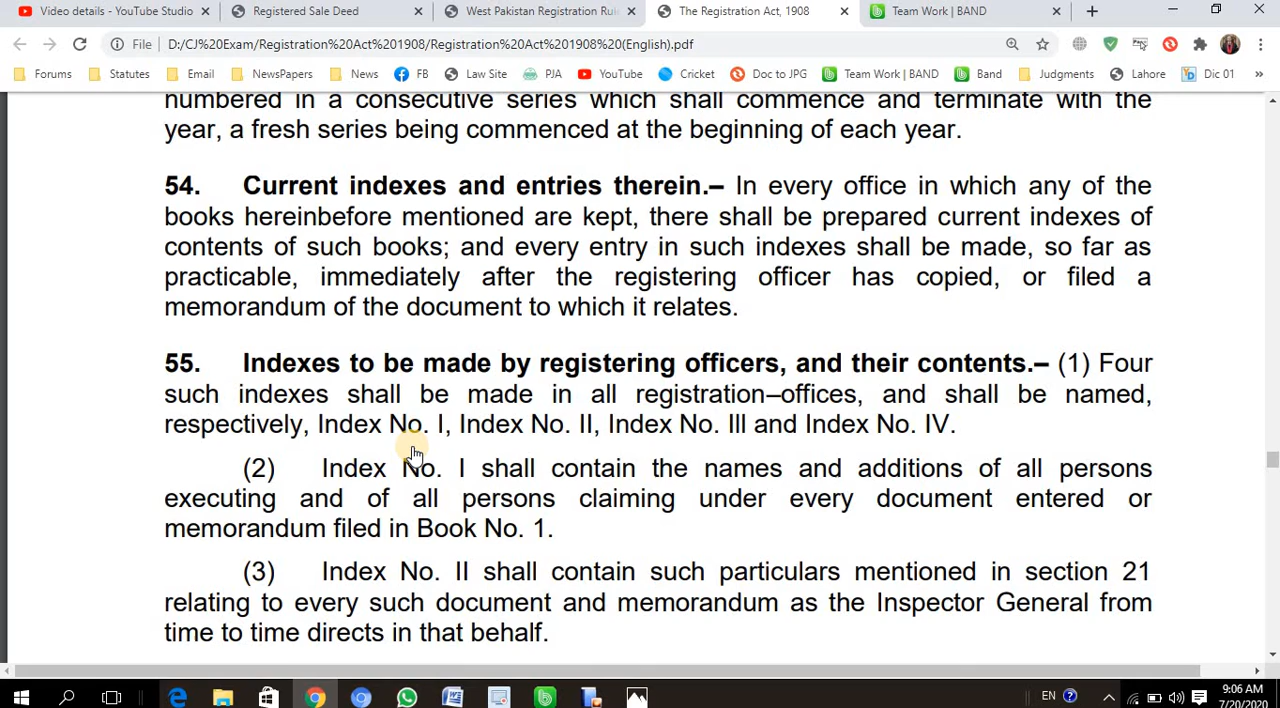 Video details - YouTube Studio
Registered Sale Deed
West Pakistan Registration Rul
The Registration Act, 1908
Team Work | BAND
File
D:/CJ%20Exam/Registration%20Act%201908/Registration%20Act%201908%20(English).pdf
Forums
Statutes
Email
NewsPapers
News
FB
Law Site
PJA
YouTube
Cricket
Doc to JPG
Team Work | BAND
Band
Judgments
Lahore
Dic 01
numbered in a consecutive series which shall commence and terminate with the
year, a fresh series being commenced at the beginning of each year.
54. Current indexes and entries therein.– In every office in which any of the
books hereinbefore mentioned are kept, there shall be prepared current indexes of
contents of such books; and every entry in such indexes shall be made, so far as
practicable, immediately after the registering officer has copied, or filed a
memorandum of the document to which it relates.
55. Indexes to be made by registering officers, and their contents.– (1) Four
such indexes shall be made in all registration–offices, and shall be named,
respectively, Index No. I, Index No. II, Index No. III and Index No. IV.
(2) Index No. I shall contain the names and additions of all persons
executing and of all persons claiming under every document entered or
memorandum filed in Book No. 1.
(3) Index No. II shall contain such particulars mentioned in section 21
relating to every such document and memorandum as the Inspector General from
time to time directs in that behalf.
EN
9:06 AM
7/20/2020